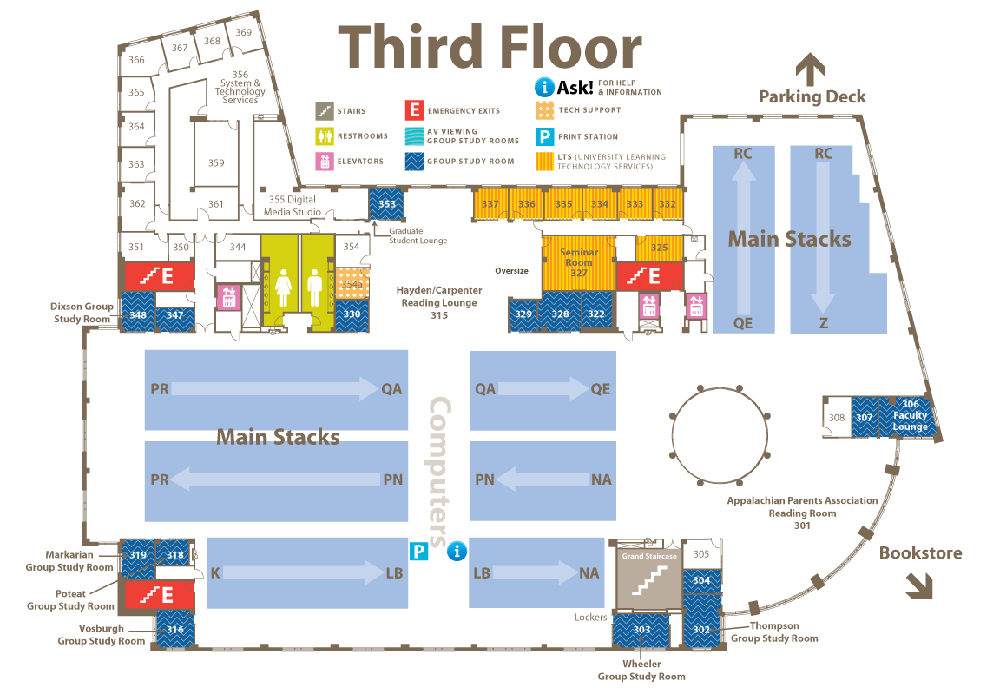 Third Floor
STAIRS
RESTROOMS
ELEVATORS
E EMERGENCY EXITS
AV VIEWING
GROUP STUDY ROOMS
GROUP STUDY ROOM
i Ask! FOR HELP
& INFORMATION
TECH SUPPORT
P PRINT STATION
LTS (UNIVERSITY LEARNING
TECHNOLOGY SERVICES)
Parking Deck
366
367
368
369
365
356
System &
Technology
Services
364
363
359
362
361
355 Digital
Media Studio
353
Graduate
Student Lounge
351
350
344
354
354a
E
Dixson Group
Study Room
348
347
330
Hayden/Carpenter
Reading Lounge
315
Oversize
337
336
335
334
333
332
Seminar
Room
327
325
E
329
328
322
RC
RC
Main Stacks
QE
Z
PR
QA
QA
QE
Main Stacks
Computers
PR
PN
PN
NA
308
307
306
Faculty
Lounge
Appalachian Parents Association
Reading Room
301
Bookstore
Markarian
Group Study Room
319
318
Poteat
Group Study Room
E
Vosburgh
Group Study Room
316
K
LB
P
i
LB
NA
Grand Staircase
305
304
Lockers
303
302
Thompson
Group Study Room
Wheeler
Group Study Room